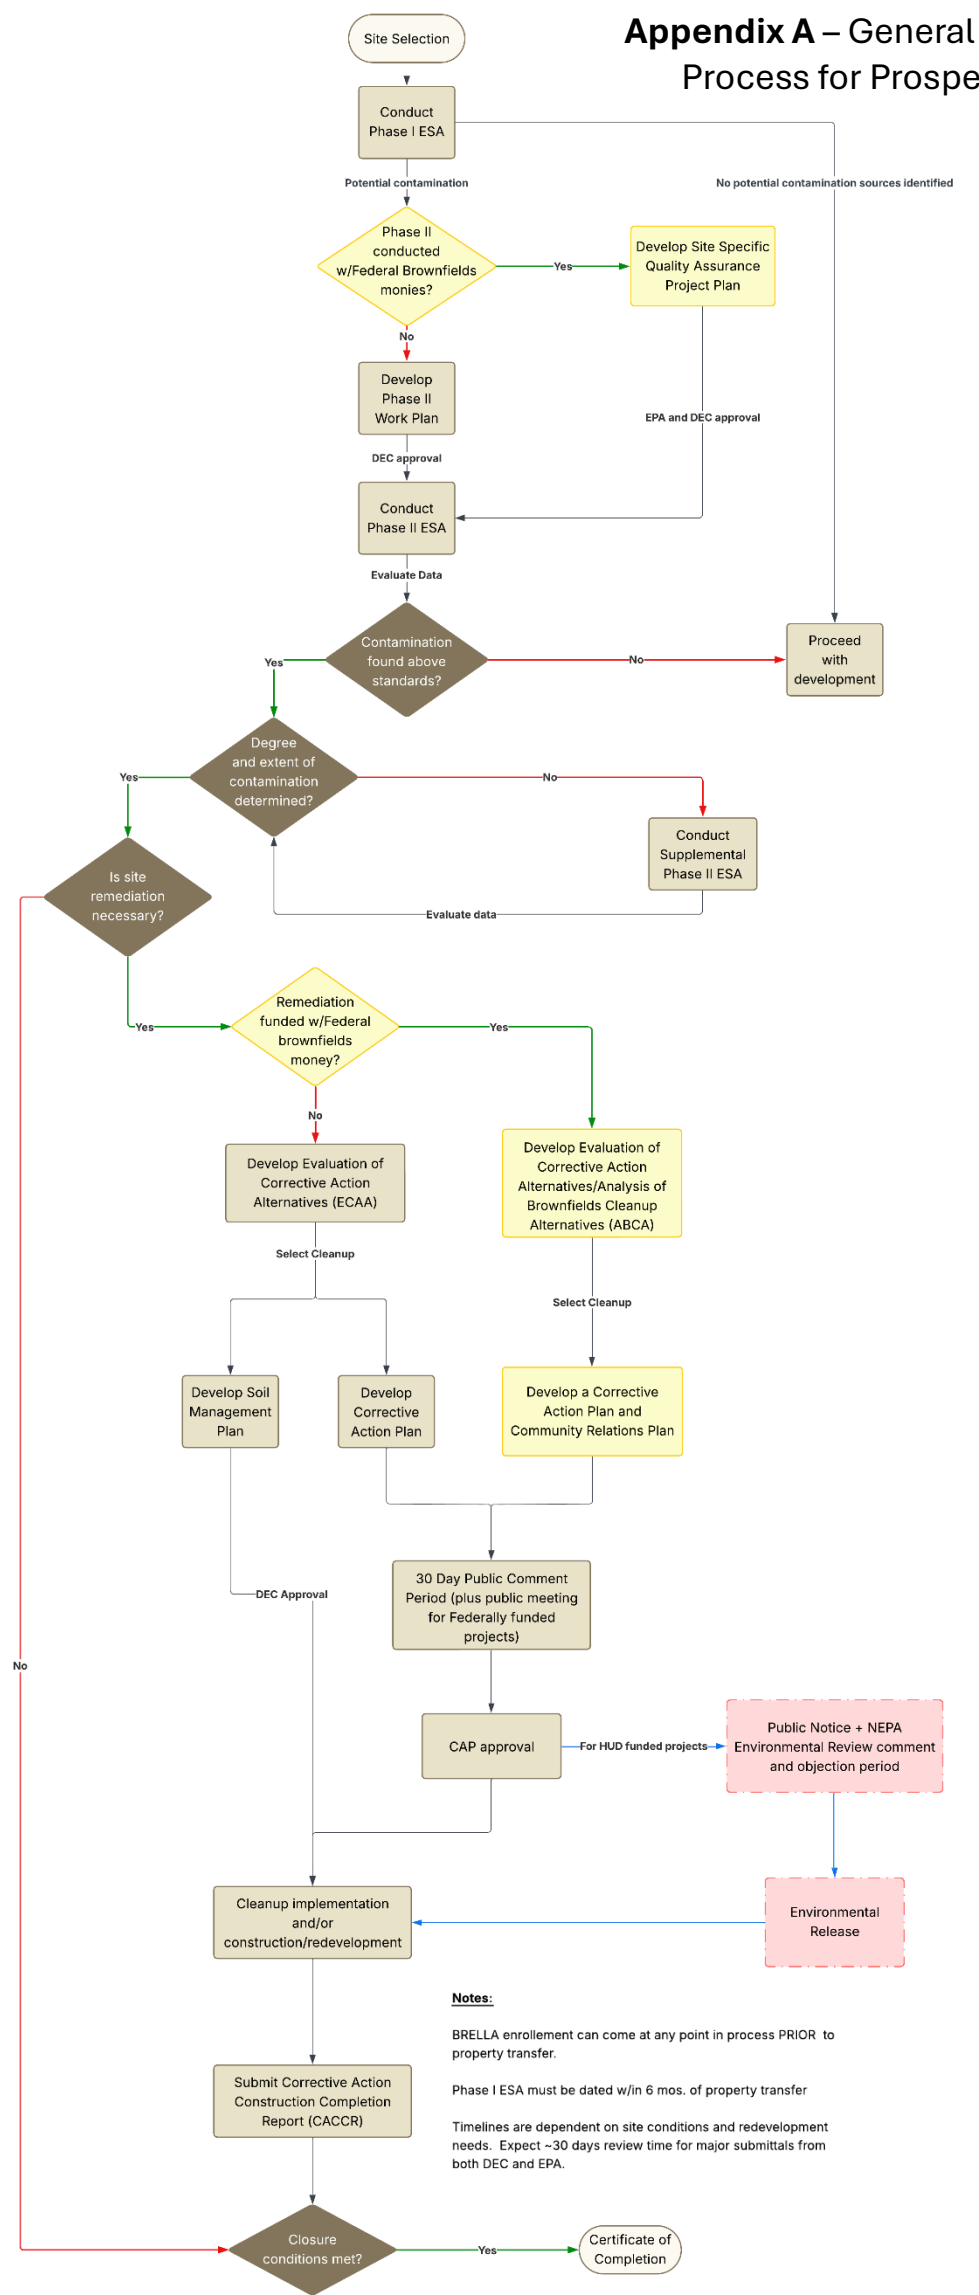 Appendix A – General
Process for Prospe
Site Selection
Conduct
Phase I ESA
Potential contamination
No potential contamination sources identified
Phase II
conducted
w/Federal Brownfields
monies?
Yes
Develop Site Specific
Quality Assurance
Project Plan
No
Develop
Phase II
Work Plan
EPA and DEC approval
DEC approval
Conduct
Phase II ESA
Evaluate Data
Contamination
found above
standards?
Yes
No
Proceed
with
development
Degree
and extent of
contamination
determined?
Yes
No
Conduct
Supplemental
Phase II ESA
Evaluate data
Is site
remediation
necessary?
Yes
Remediation
funded w/Federal
brownfields
money?
Yes
No
Develop Evaluation of
Corrective Action
Alternatives (ECAA)
Develop Evaluation of
Corrective Action
Alternatives/Analysis of
Brownfields Cleanup
Alternatives (ABCA)
Select Cleanup
Select Cleanup
Develop Soil
Management
Plan
Develop
Corrective
Action Plan
Develop a Corrective
Action Plan and
Community Relations Plan
DEC Approval
30 Day Public Comment
Period (plus public meeting
for Federally funded
projects)
No
CAP approval
For HUD funded projects
Public Notice + NEPA
Environmental Review comment
and objection period
Cleanup implementation
and/or
construction/redevelopment
Environmental
Release
Notes:
BRELLA enrollement can come at any point in process PRIOR to
property transfer.
Phase I ESA must be dated w/in 6 mos. of property transfer
Timelines are dependent on site conditions and redevelopment
needs. Expect ~30 days review time for major submittals from
both DEC and EPA.
Submit Corrective Action
Construction Completion
Report (CACCR)
Closure
conditions met?
Yes
Certificate of
Completion